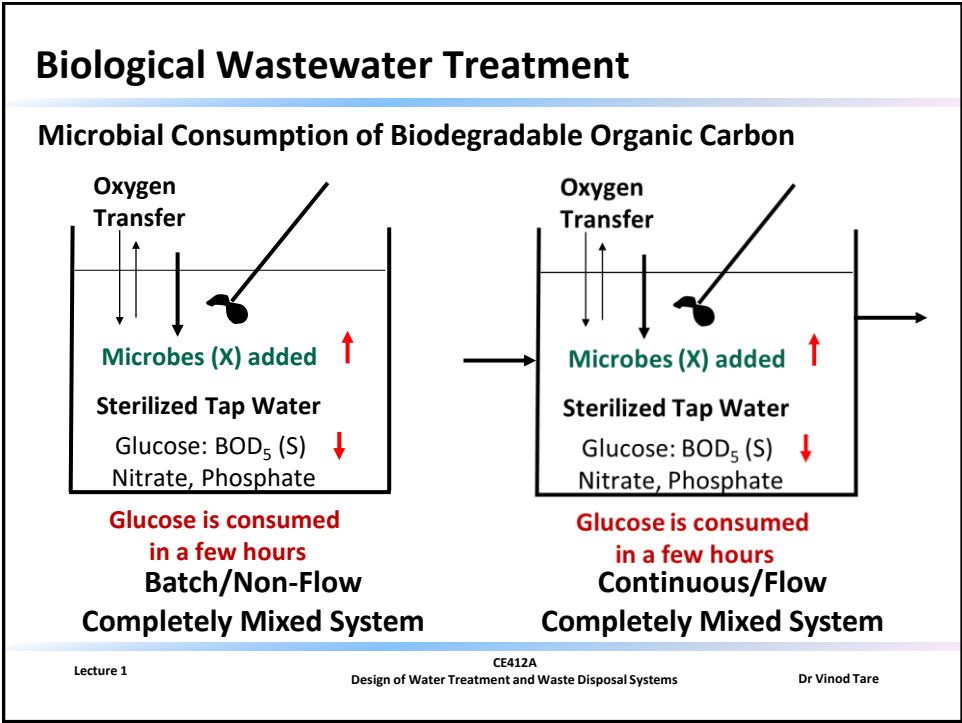 Biological Wastewater Treatment
Microbial Consumption of Biodegradable Organic Carbon
Oxygen
Transfer
Microbes (X) added
Sterilized Tap Water
Glucose: BOD₅ (S)
Nitrate, Phosphate
Glucose is consumed
in a few hours
Batch/Non-Flow
Completely Mixed System
Oxygen
Transfer
Microbes (X) added
Sterilized Tap Water
Glucose: BOD₅ (S)
Nitrate, Phosphate
Glucose is consumed
in a few hours
Continuous/Flow
Completely Mixed System
Lecture 1
CE412A
Design of Water Treatment and Waste Disposal Systems
Dr Vinod Tare